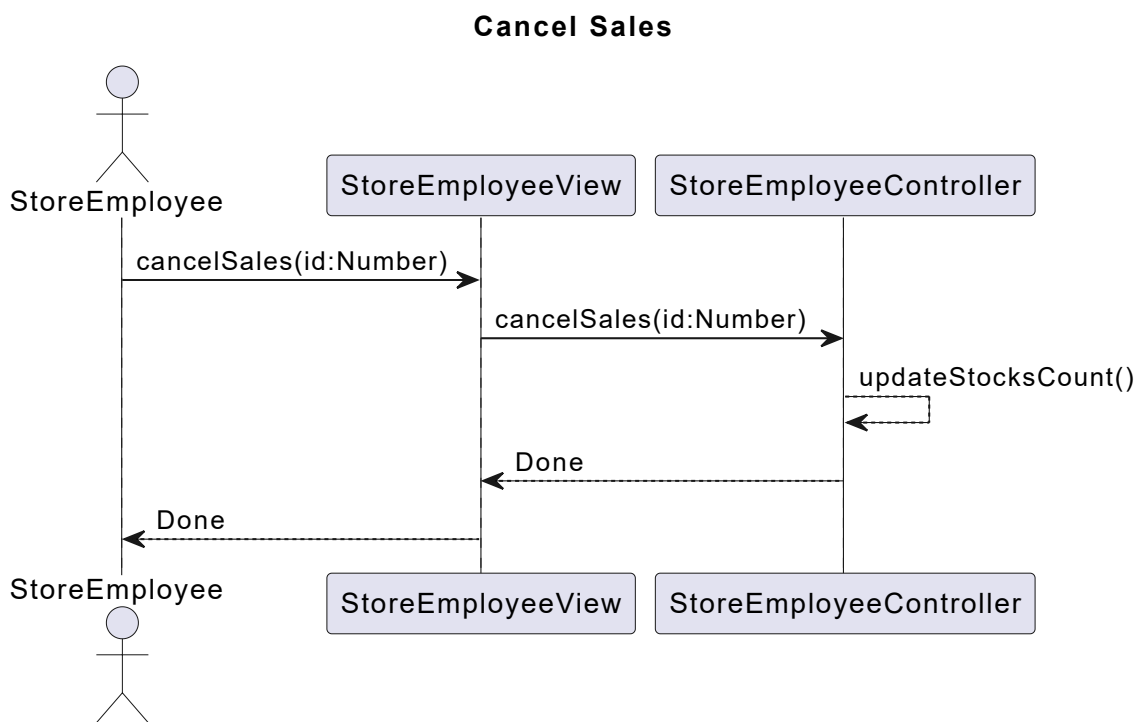 Cancel Sales
StoreEmployee
StoreEmployeeView
StoreEmployeeController
cancelSales(id:Number)
cancelSales(id:Number)
updateStocksCount()
Done
Done
StoreEmployee
StoreEmployeeView
StoreEmployeeController